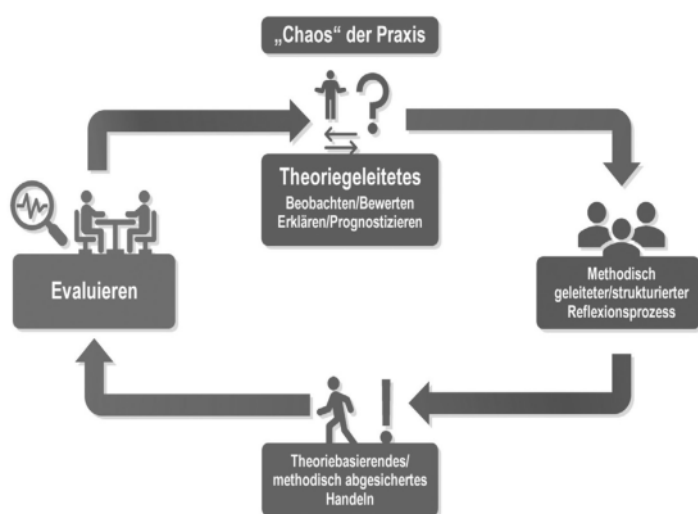 „Chaos“ der Praxis
?
Theoriegeleitetes
Beobachten/Bewerten
Erklären/Prognostizieren
Methodisch
geleiteter/strukturierter
Reflexionsprozess
!
Theoriebasierendes/
methodisch abgesichertes
Handeln
Evaluieren